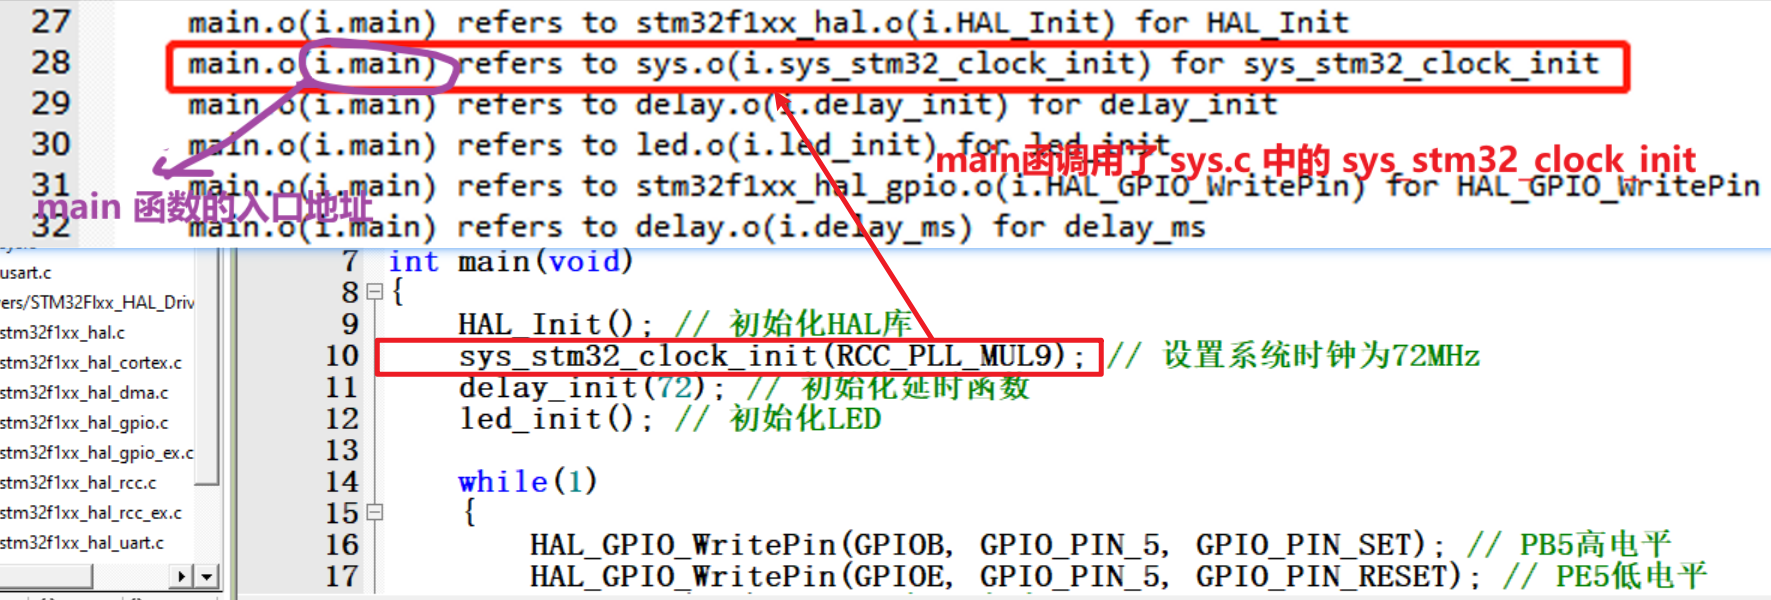 27 main.o(i.main) refers to stm32f1xx_hal.o(i.HAL_Init) for HAL_Init
28 main.o(i.main) refers to sys.o(i.sys_stm32_clock_init) for sys_stm32_clock_init
29 main.o(i.main) refers to delay.o(i.delay_init) for delay_init
30 main.o(i.main) refers to led.o(i.led_init) for led_init
main函调用了 sys.c 中的 sys_stm32_clock_init
31 main.o(i.main) refers to stm32f1xx_hal_gpio.o(i.HAL_GPIO_WritePin) for HAL_GPIO_WritePin
main 函数的入口地址
32 main.o(i.main) refers to delay.o(i.delay_ms) for delay_ms
usart.c
ers/STM32F1xx_HAL_Driv
stm32f1xx_hal.c
stm32f1xx_hal_cortex.c
stm32f1xx_hal_dma.c
stm32f1xx_hal_gpio.c
stm32f1xx_hal_gpio_ex.c
stm32f1xx_hal_rcc.c
stm32f1xx_hal_rcc_ex.c
stm32f1xx_hal_uart.c
7 int main(void)
8 {
9 HAL_Init(); // 初始化HAL库
10 sys_stm32_clock_init(RCC_PLL_MUL9); // 设置系统时钟为72MHz
11 delay_init(72); // 初始化延时函数
12 led_init(); // 初始化LED
13
14 while(1)
15 {
16 HAL_GPIO_WritePin(GPIOB, GPIO_PIN_5, GPIO_PIN_SET); // PB5高电平
17 HAL_GPIO_WritePin(GPIOE, GPIO_PIN_5, GPIO_PIN_RESET); // PE5低电平